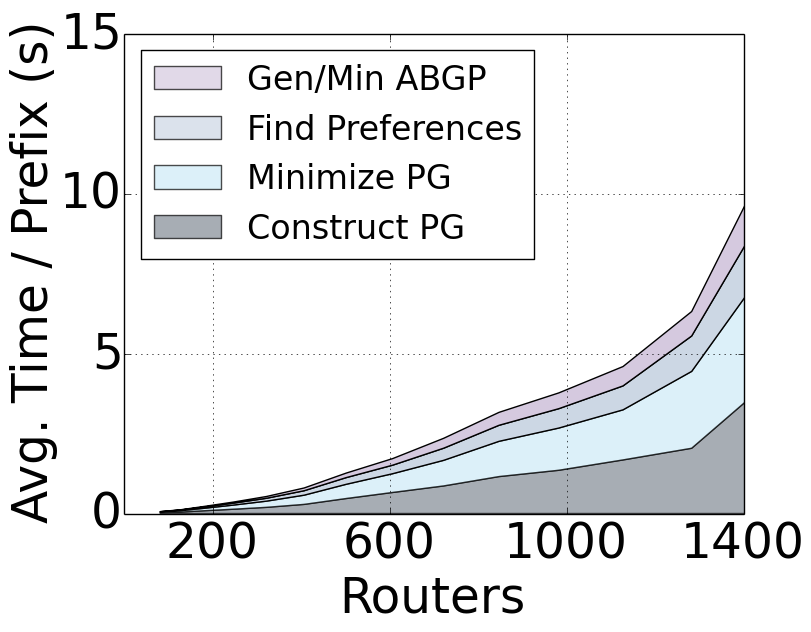 Avg. Time / Prefix (s)
15
10
5
0
Gen/Min ABGP
Find Preferences
Minimize PG
Construct PG
200 600 1000 1400
Routers